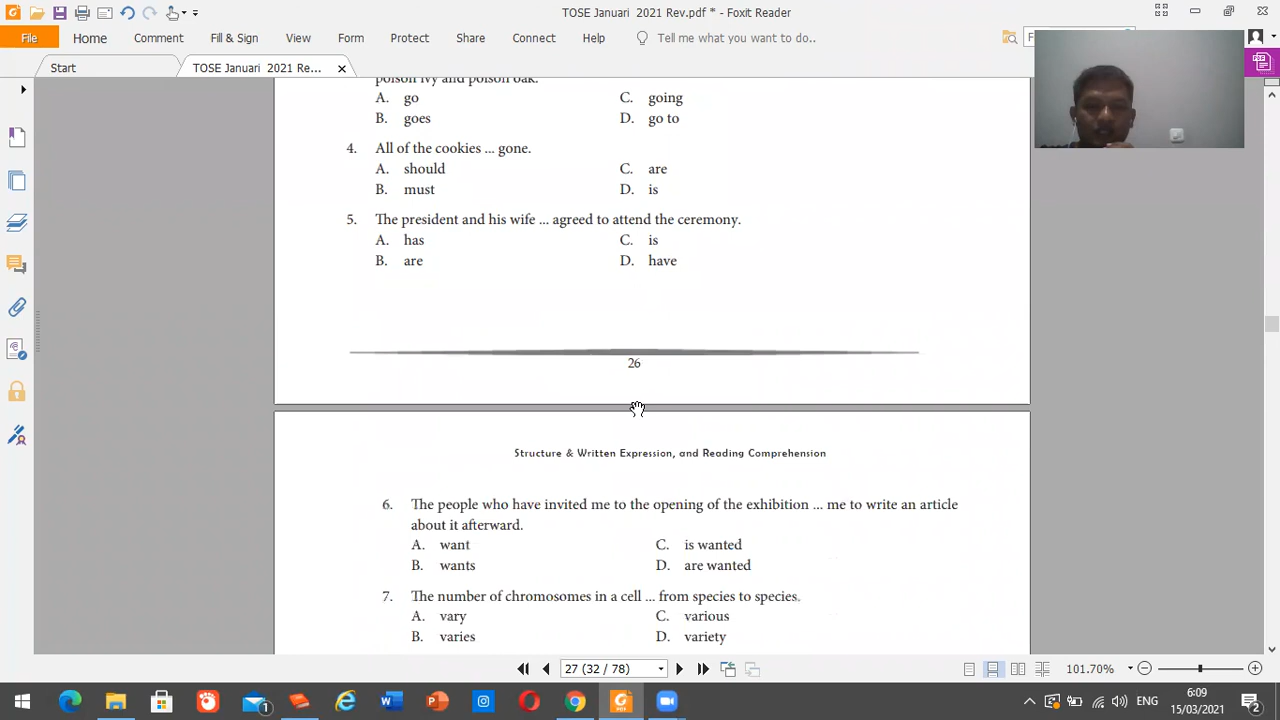 TOSE Januari 2021 Rev.pdf * - Foxit Reader
File Home Comment Fill & Sign View Form Protect Share Connect Help Tell me what you want to do..
Start TOSE Januari 2021 Re...
poison ivy and poison oak.
A. go C. going
B. goes D. go to
4. All of the cookies ... gone.
A. should C. are
B. must D. is
5. The president and his wife ... agreed to attend the ceremony.
A. has C. is
B. are D. have
26
Structure & Written Expression, and Reading Comprehension
6. The people who have invited me to the opening of the exhibition ... me to write an article
about it afterward.
A. want C. is wanted
B. wants D. are wanted
7. The number of chromosomes in a cell ... from species to species.
A. vary C. various
B. varies D. variety
27 (32 / 78) 101.70%
ENG 6:09
15/03/2021